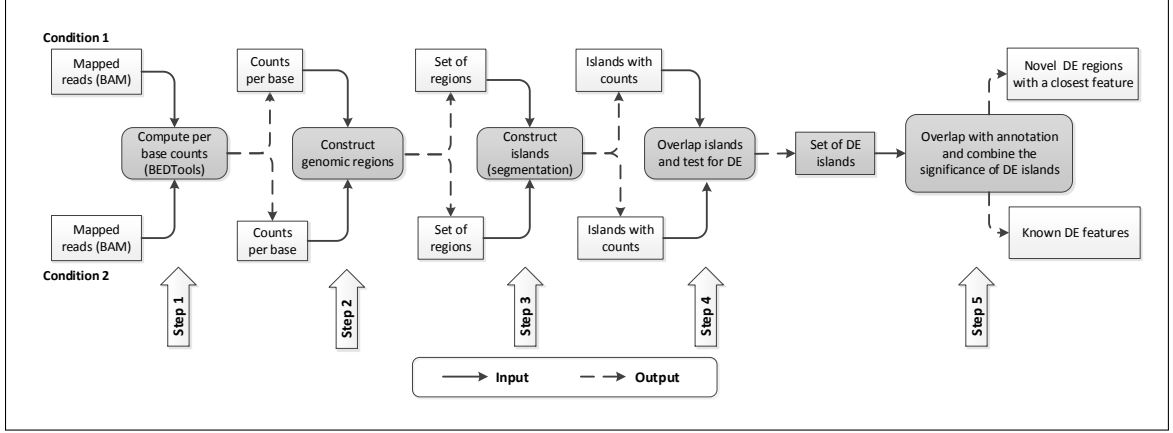 Condition 1
Mapped
reads (BAM)
Counts
per base
Set of
regions
Islands with
counts
Novel DE regions
with a closest feature
Compute per
base counts
(BEDTools)
Construct
genomic regions
Construct
islands
(segmentation)
Overlap islands
and test for DE
Set of DE
islands
Overlap with annotation
and combine the
significance of DE islands
Mapped
reads (BAM)
Counts
per base
Set of
regions
Islands with
counts
Known DE features
Condition 2
Step 1
Step 2
Step 3
Step 4
Step 5
Input
Output